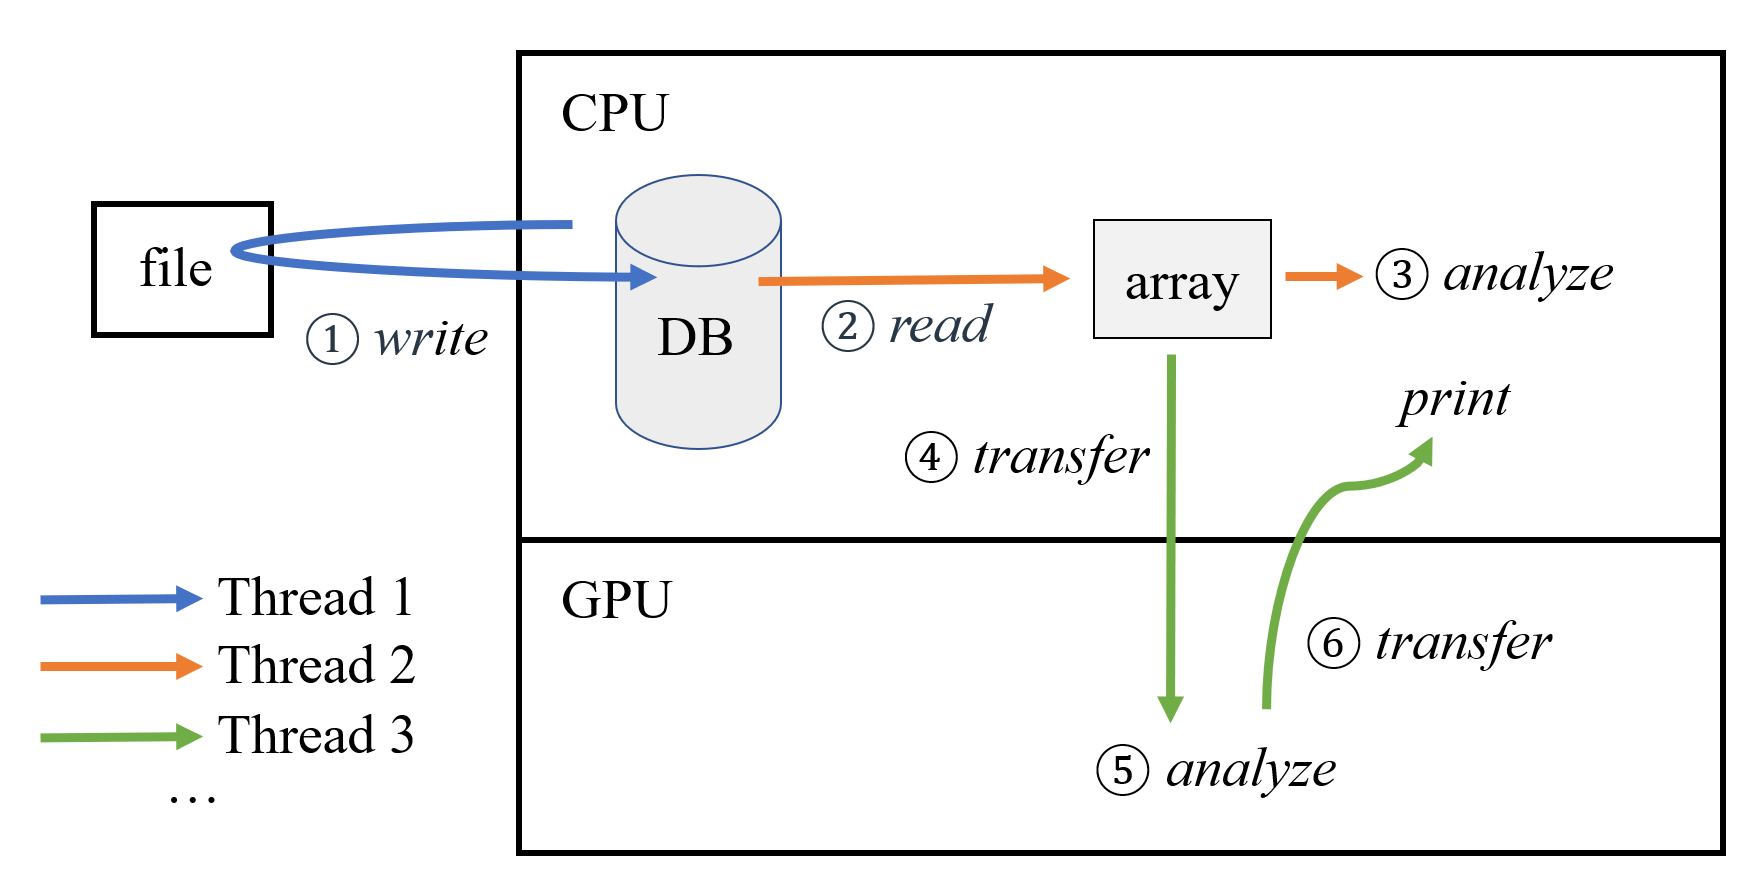 CPU
file
① write
DB
② read
array
③ analyze
print
④ transfer
GPU
⑥ transfer
⑤ analyze
Thread 1
Thread 2
Thread 3
…